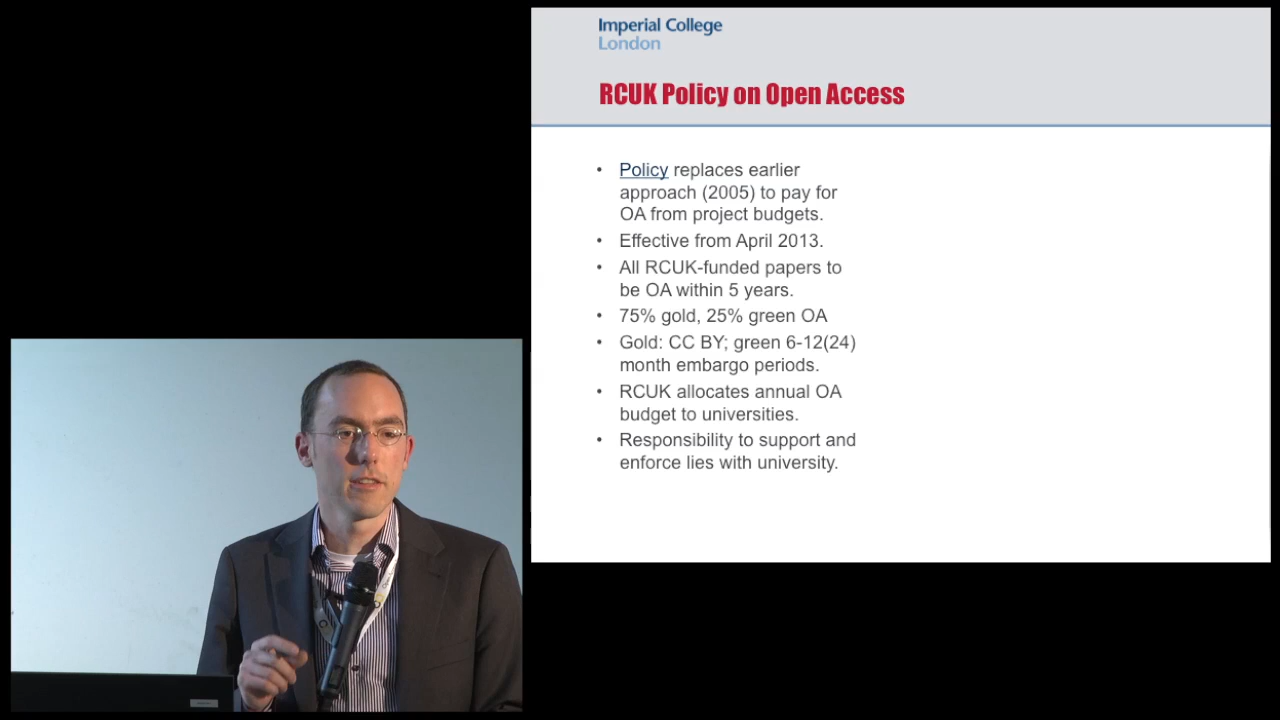 Imperial College
London
RCUK Policy on Open Access
• Policy replaces earlier
approach (2005) to pay for
OA from project budgets.
• Effective from April 2013.
• All RCUK-funded papers to
be OA within 5 years.
• 75% gold, 25% green OA
• Gold: CC BY; green 6-12(24)
month embargo periods.
• RCUK allocates annual OA
budget to universities.
• Responsibility to support and
enforce lies with university.